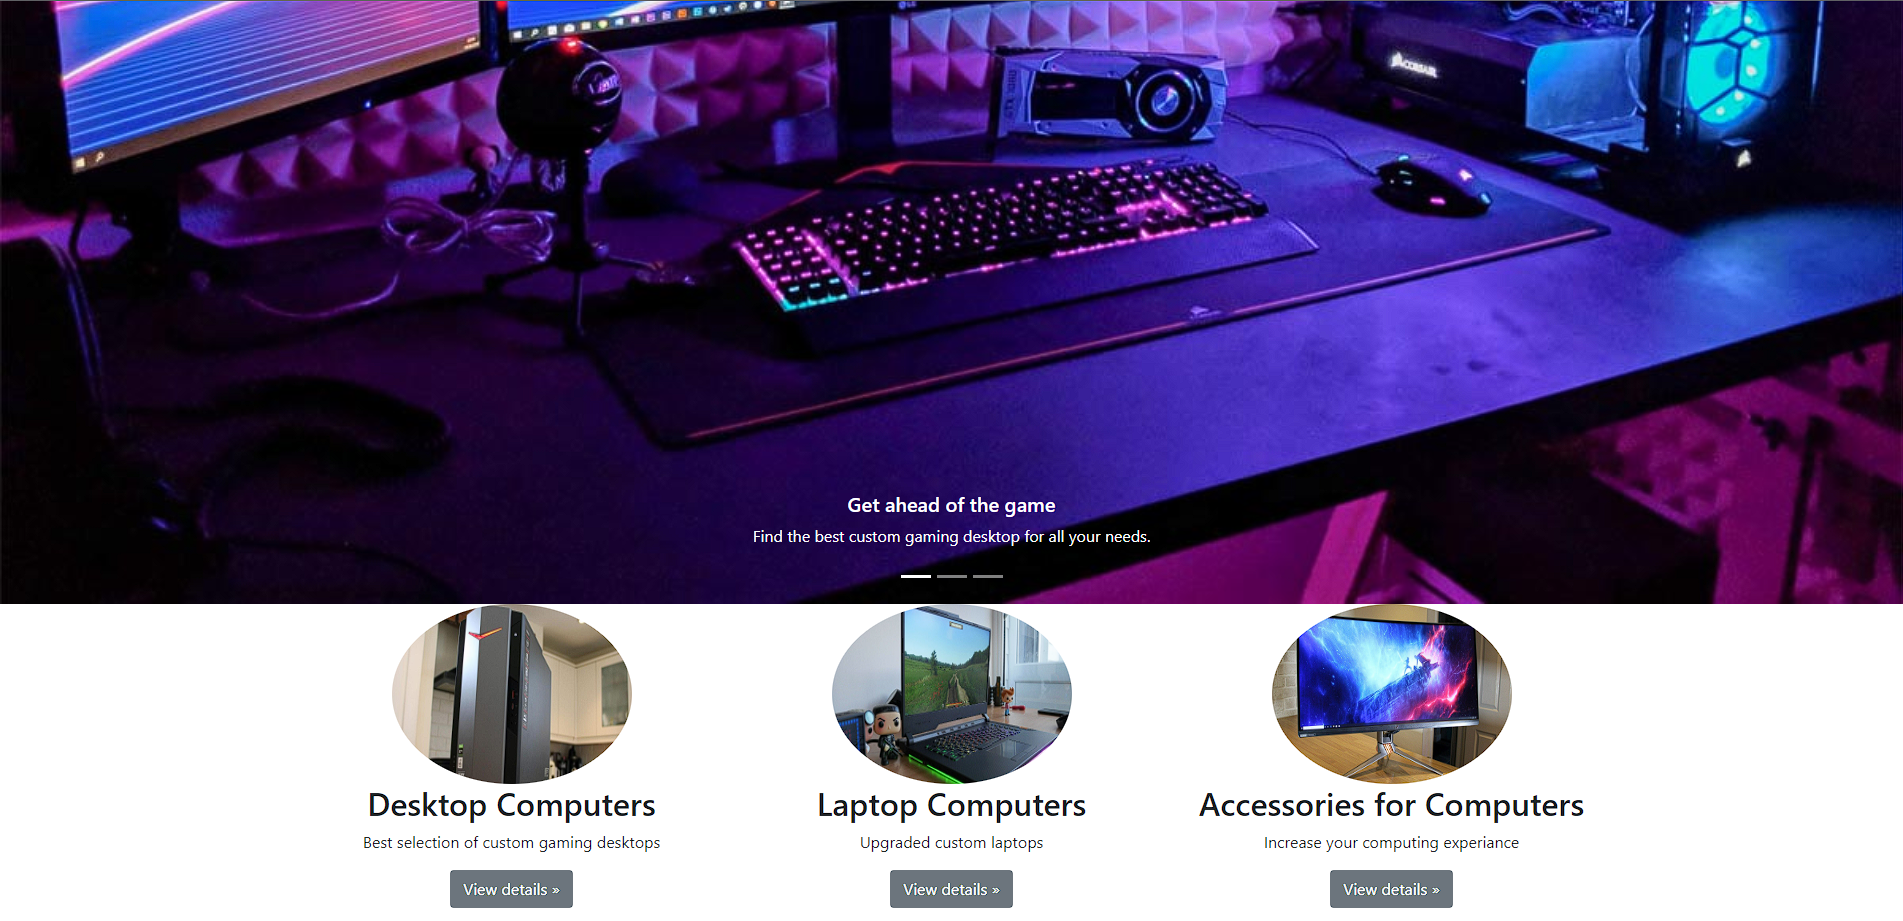 CORSAIR
Get ahead of the game
Find the best custom gaming desktop for all your needs.
Desktop Computers
Laptop Computers
Accessories for Computers
Best selection of custom gaming desktops
Upgraded custom laptops
Increase your computing experiance
View details »
View details »
View details »